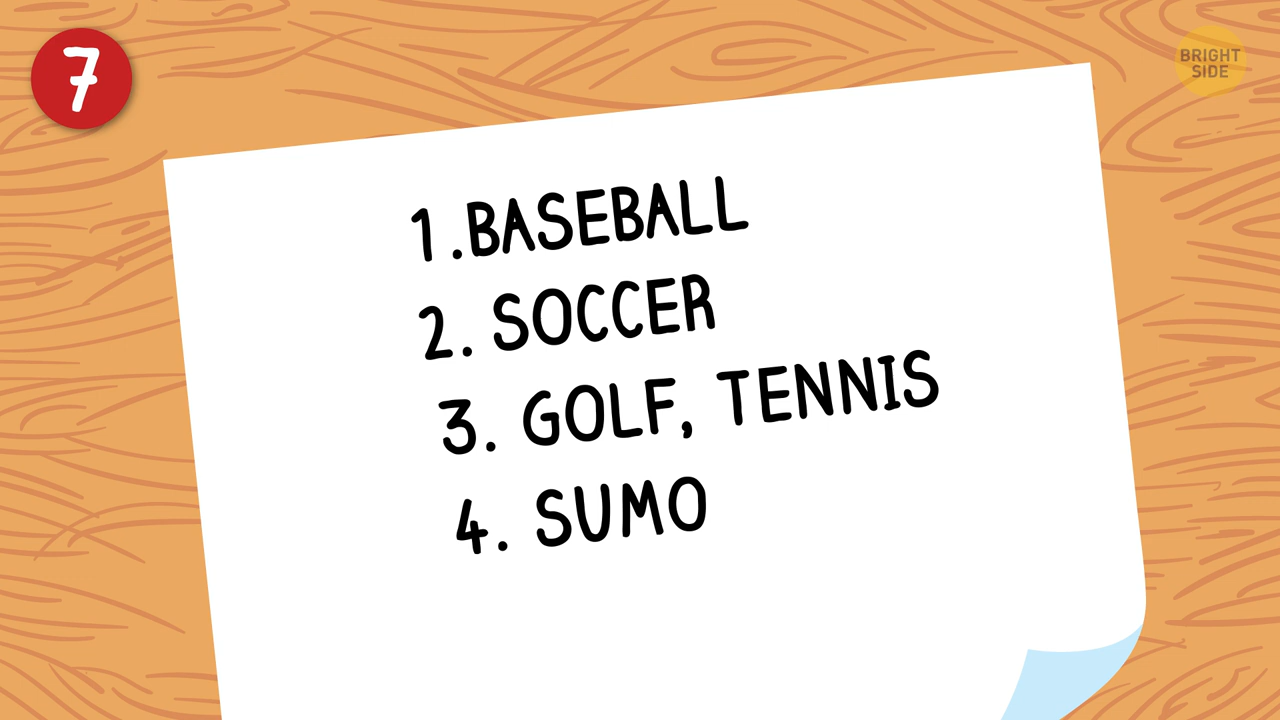 7
BRIGHT
SIDE
1.BASEBALL
2. SOCCER
3. GOLF, TENNIS
4. SUMO